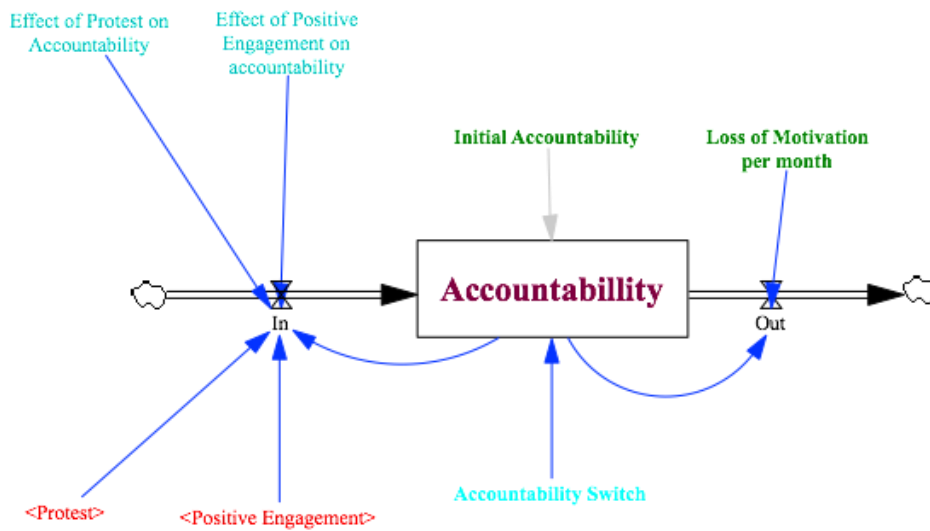 Effect of Protest on
Accountability
Effect of Positive
Engagement on
accountability
Initial Accountability
Loss of Motivation
per month
Accountabillity
In
Out
<Protest>
<Positive Engagement>
Accountability Switch